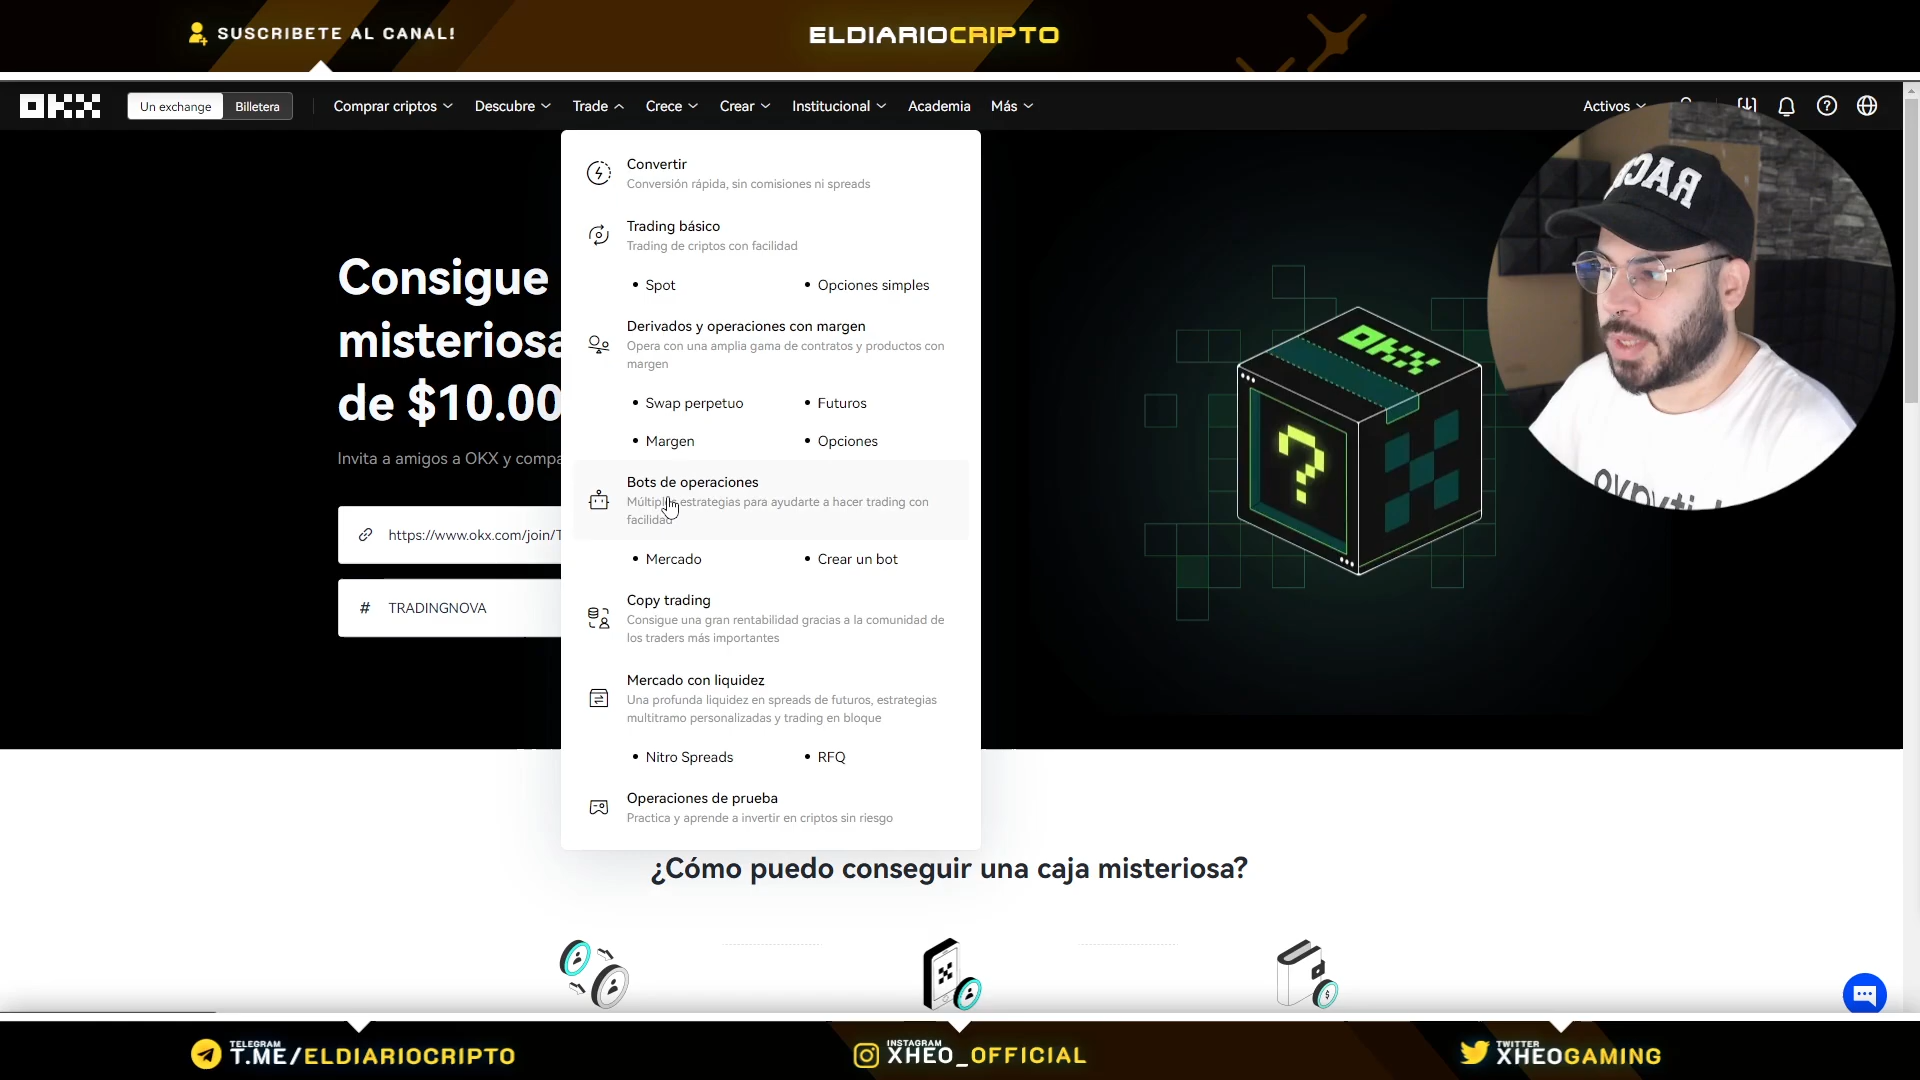 SUSCRIBETE AL CANAL!
ELDIARIOCRIPTO
OKX
Un exchange
Billetera
Comprar criptos
Descubre
Trade
Crece
Crear
Institucional
Academia
Más
Activos
Consigue
misteriosa
de $10.00
Invita a amigos a OKX y compa
https://www.okx.com/join/T
# TRADINGNOVA
Convertir
Conversión rápida, sin comisiones ni spreads
Trading básico
Trading de criptos con facilidad
• Spot
• Opciones simples
Derivados y operaciones con margen
Opera con una amplia gama de contratos y productos con
margen
• Swap perpetuo
• Futuros
• Margen
• Opciones
Bots de operaciones
Múltiples estrategias para ayudarte a hacer trading con
facilidad
• Mercado
• Crear un bot
Copy trading
Consigue una gran rentabilidad gracias a la comunidad de
los traders más importantes
Mercado con liquidez
Una profunda liquidez en spreads de futuros, estrategias
multitramo personalizadas y trading en bloque
• Nitro Spreads
• RFQ
Operaciones de prueba
Practica y aprende a invertir en criptos sin riesgo
OKX
?
¿Cómo puedo conseguir una caja misteriosa?
TELEGRAM
T.ME/ELDIARIOCRIPTO
INSTAGRAM
XHEO_OFFICIAL
TWITTER
XHEOGAMING